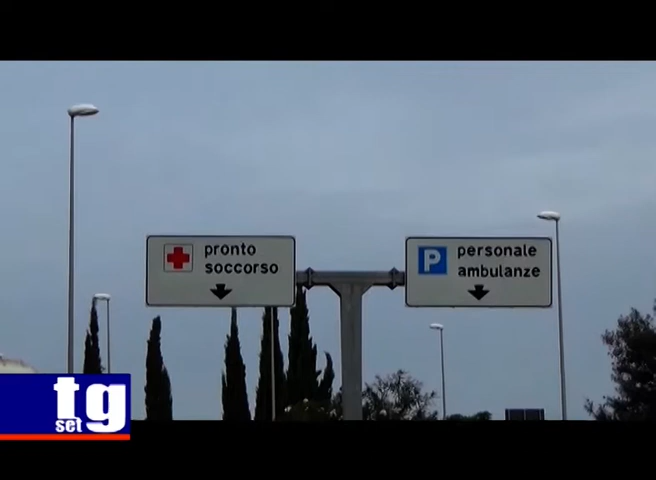 pronto
soccorso
P
personale
ambulanze
tg
set